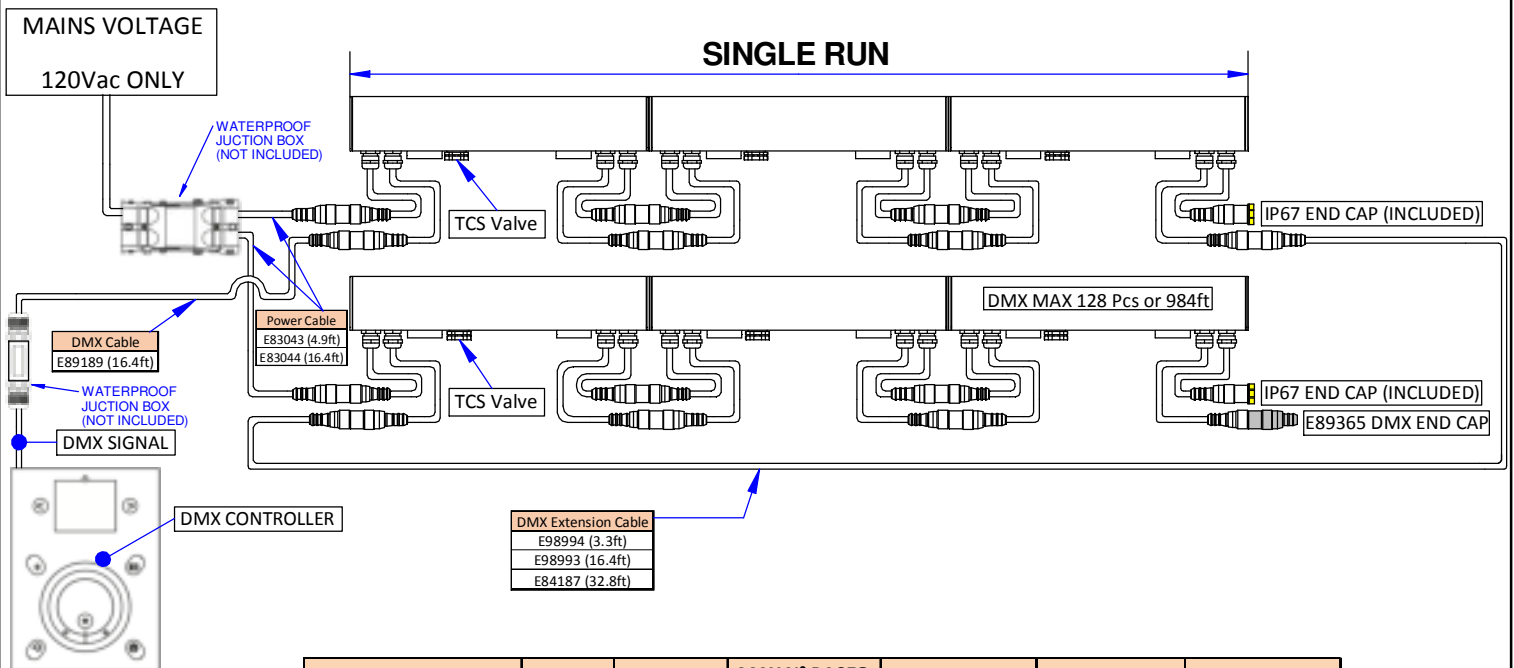 MAINS VOLTAGE
120Vac ONLY
SINGLE RUN
WATERPROOF
JUCTION BOX
(NOT INCLUDED)
TCS Valve
IP67 END CAP (INCLUDED)
DMX MAX 128 Pcs or 984ft
Power Cable
E83043 (4.9ft)
E83044 (16.4ft)
DMX Cable
E89189 (16.4ft)
WATERPROOF
JUCTION BOX
(NOT INCLUDED)
TCS Valve
IP67 END CAP (INCLUDED)
E89365 DMX END CAP
DMX SIGNAL
DMX CONTROLLER
DMX Extension Cable
E98994 (3.3ft)
E98993 (16.4ft)
E84187 (32.8ft)